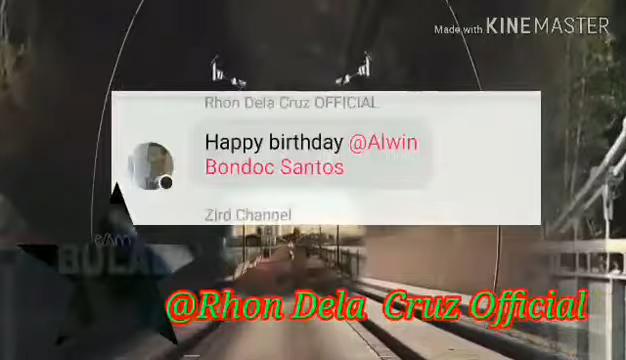 Made with KINEMASTER
Rhon Dela Cruz OFFICIAL
Happy birthday @Alwin
Bondoc Santos
Zird Channel
@Rhon Dela Cruz Official